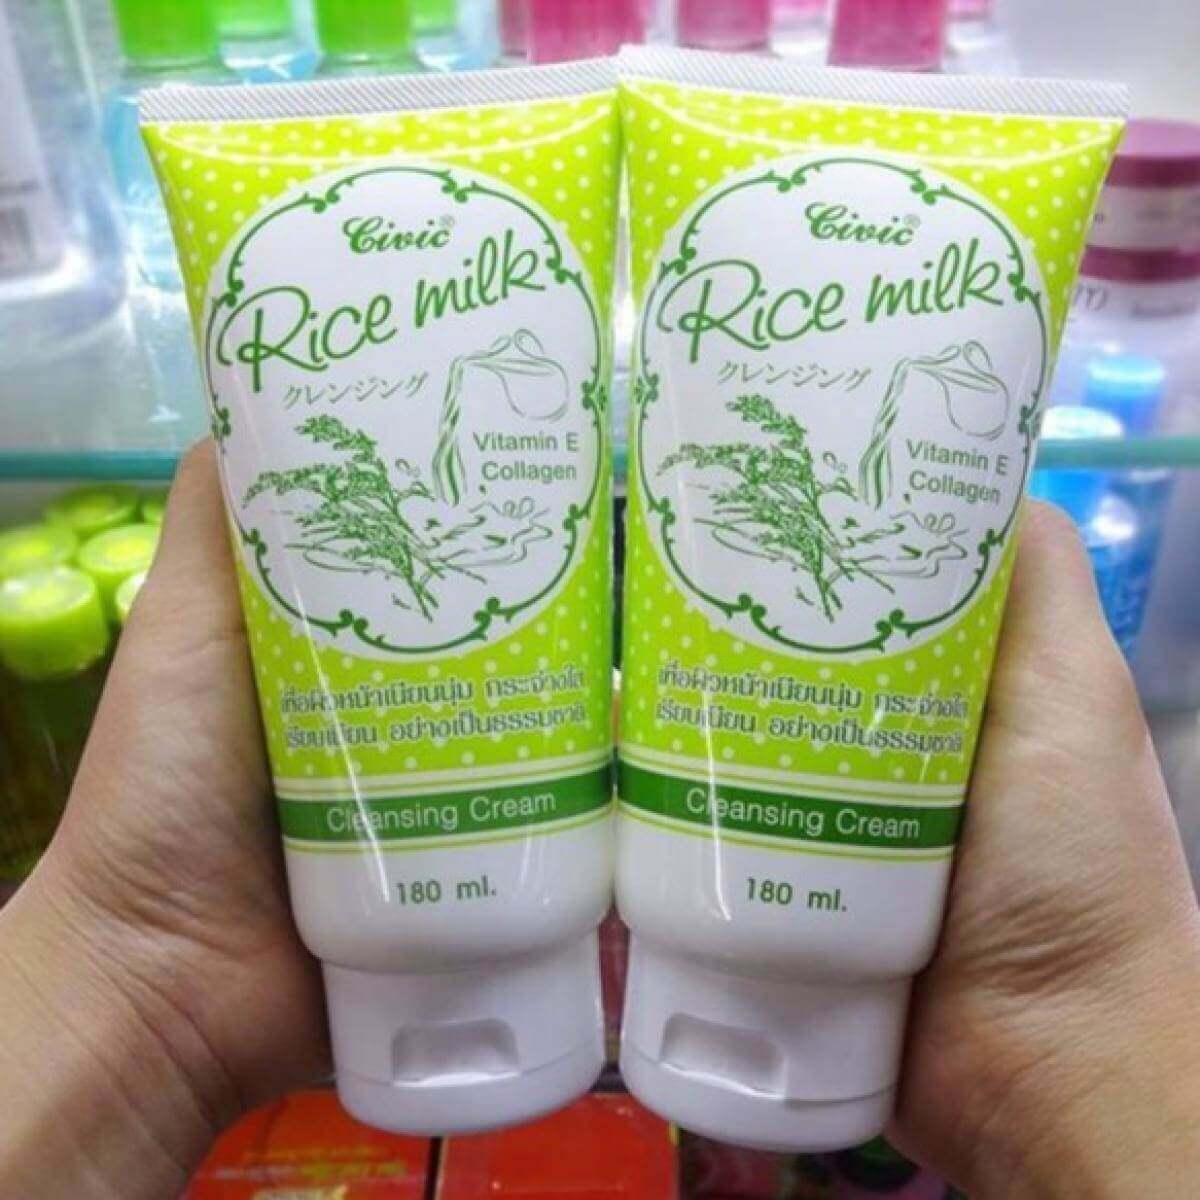 Civic®
Rice milk
クレンジング
Vitamin E
Collagen
เพื่อผิวหน้าเนียนนุ่ม กระจ่างใส
เรียบเนียน อย่างเป็นธรรมชาติ
Cleansing Cream
180 ml.
Civic®
Rice milk
クレンジング
Vitamin E
Collagen
เพื่อผิวหน้าเนียนนุ่ม กระจ่างใส
เรียบเนียน อย่างเป็นธรรมชาติ
Cleansing Cream
180 ml.